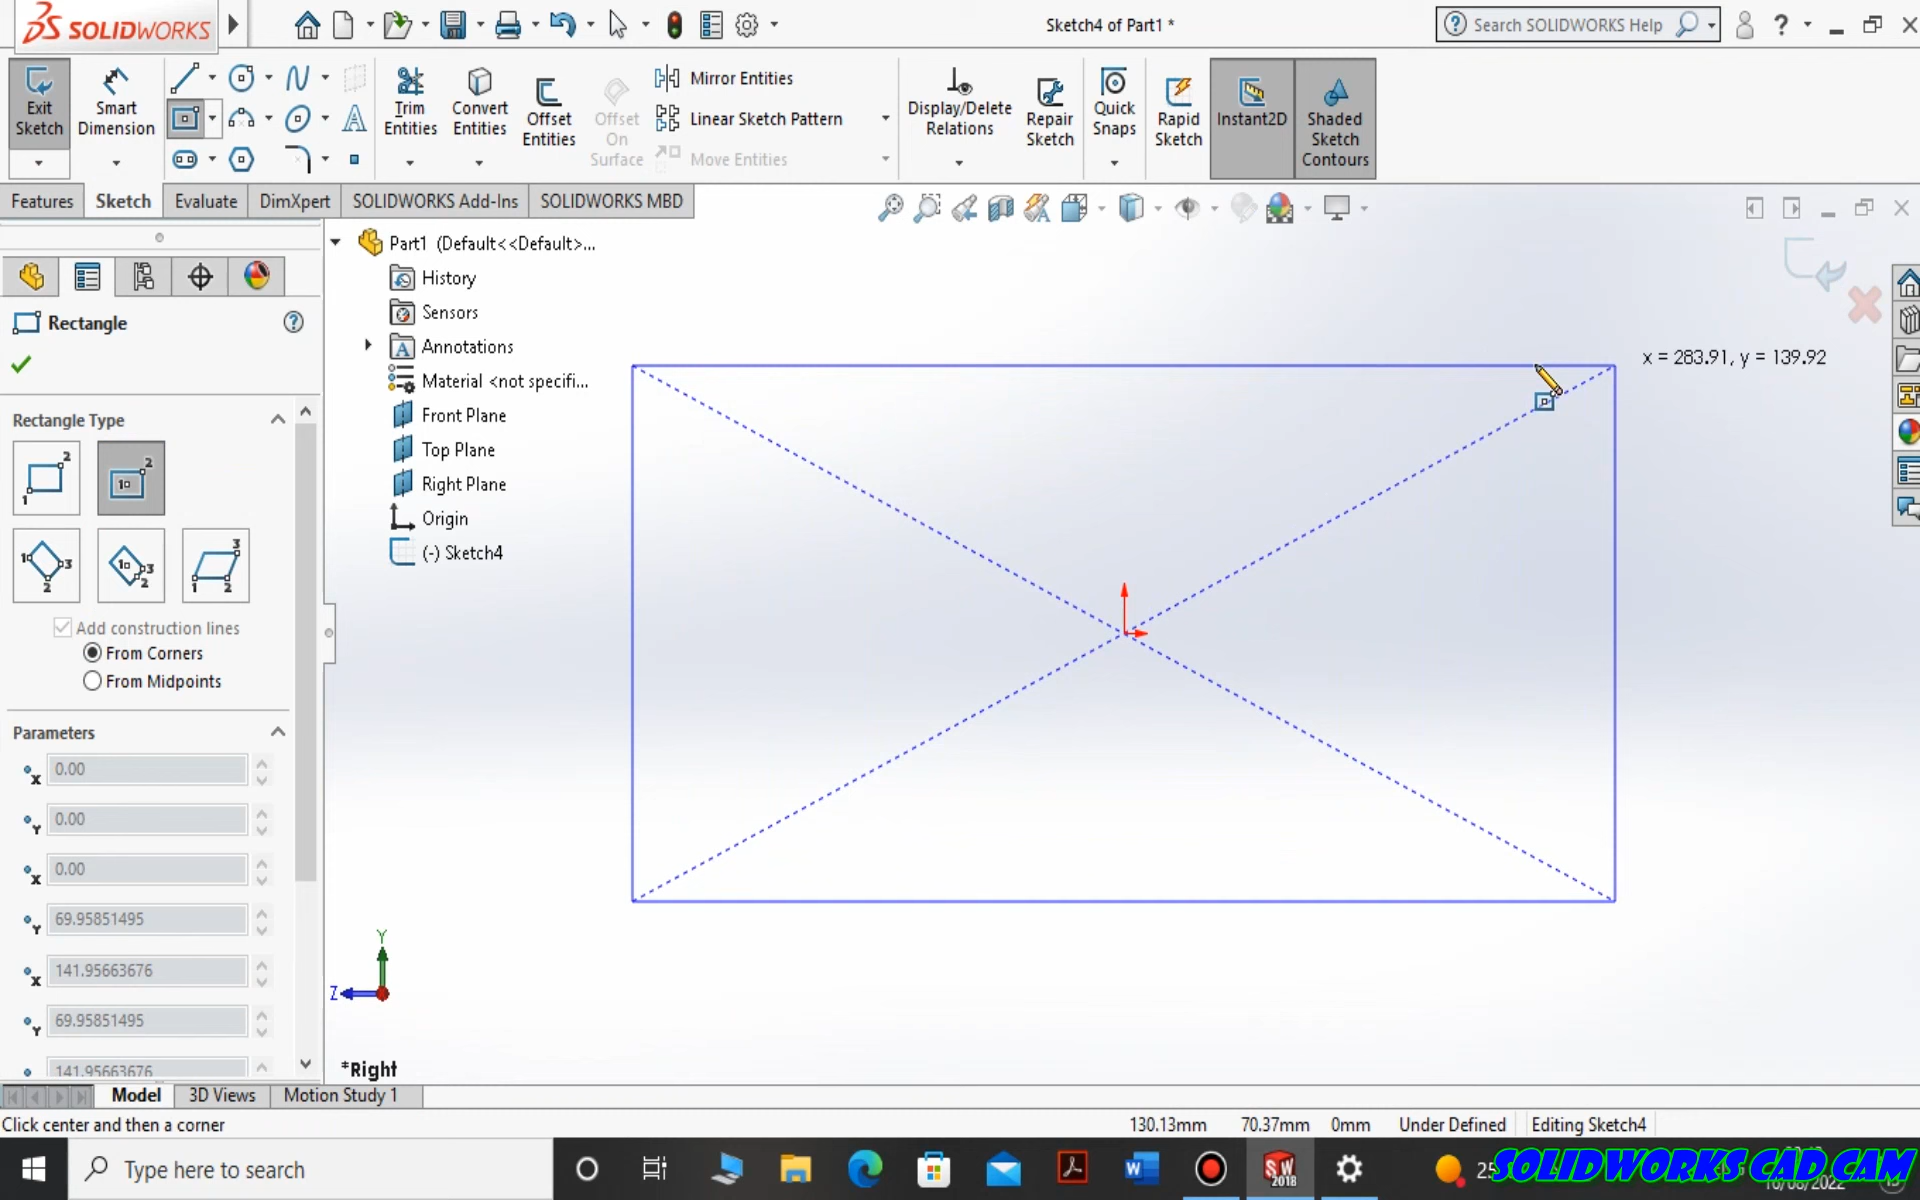 SOLIDWORKS
Sketch4 of Part1 *
Search SOLIDWORKS Help
Exit Sketch
Smart Dimension
Trim Entities
Convert Entities
Offset Entities
Offset On Surface
Mirror Entities
Linear Sketch Pattern
Move Entities
Display/Delete Relations
Repair Sketch
Quick Snaps
Rapid Sketch
Instant2D
Shaded Sketch Contours
Features
Sketch
Evaluate
DimXpert
SOLIDWORKS Add-Ins
SOLIDWORKS MBD
Part1 (Default<<Default>...
History
Sensors
Annotations
Material <not specifi...
Front Plane
Top Plane
Right Plane
Origin
(-) Sketch4
Rectangle
Rectangle Type
Add construction lines
From Corners
From Midpoints
Parameters
0.00
0.00
0.00
69.95851495
141.95663676
69.95851495
141.95663676
x = 283.91, y = 139.92
Y
Z
*Right
Model
3D Views
Motion Study 1
Click center and then a corner
130.13mm
70.37mm
0mm
Under Defined
Editing Sketch4
Type here to search
SW
2018
25
SOLIDWORKS CAD CAM